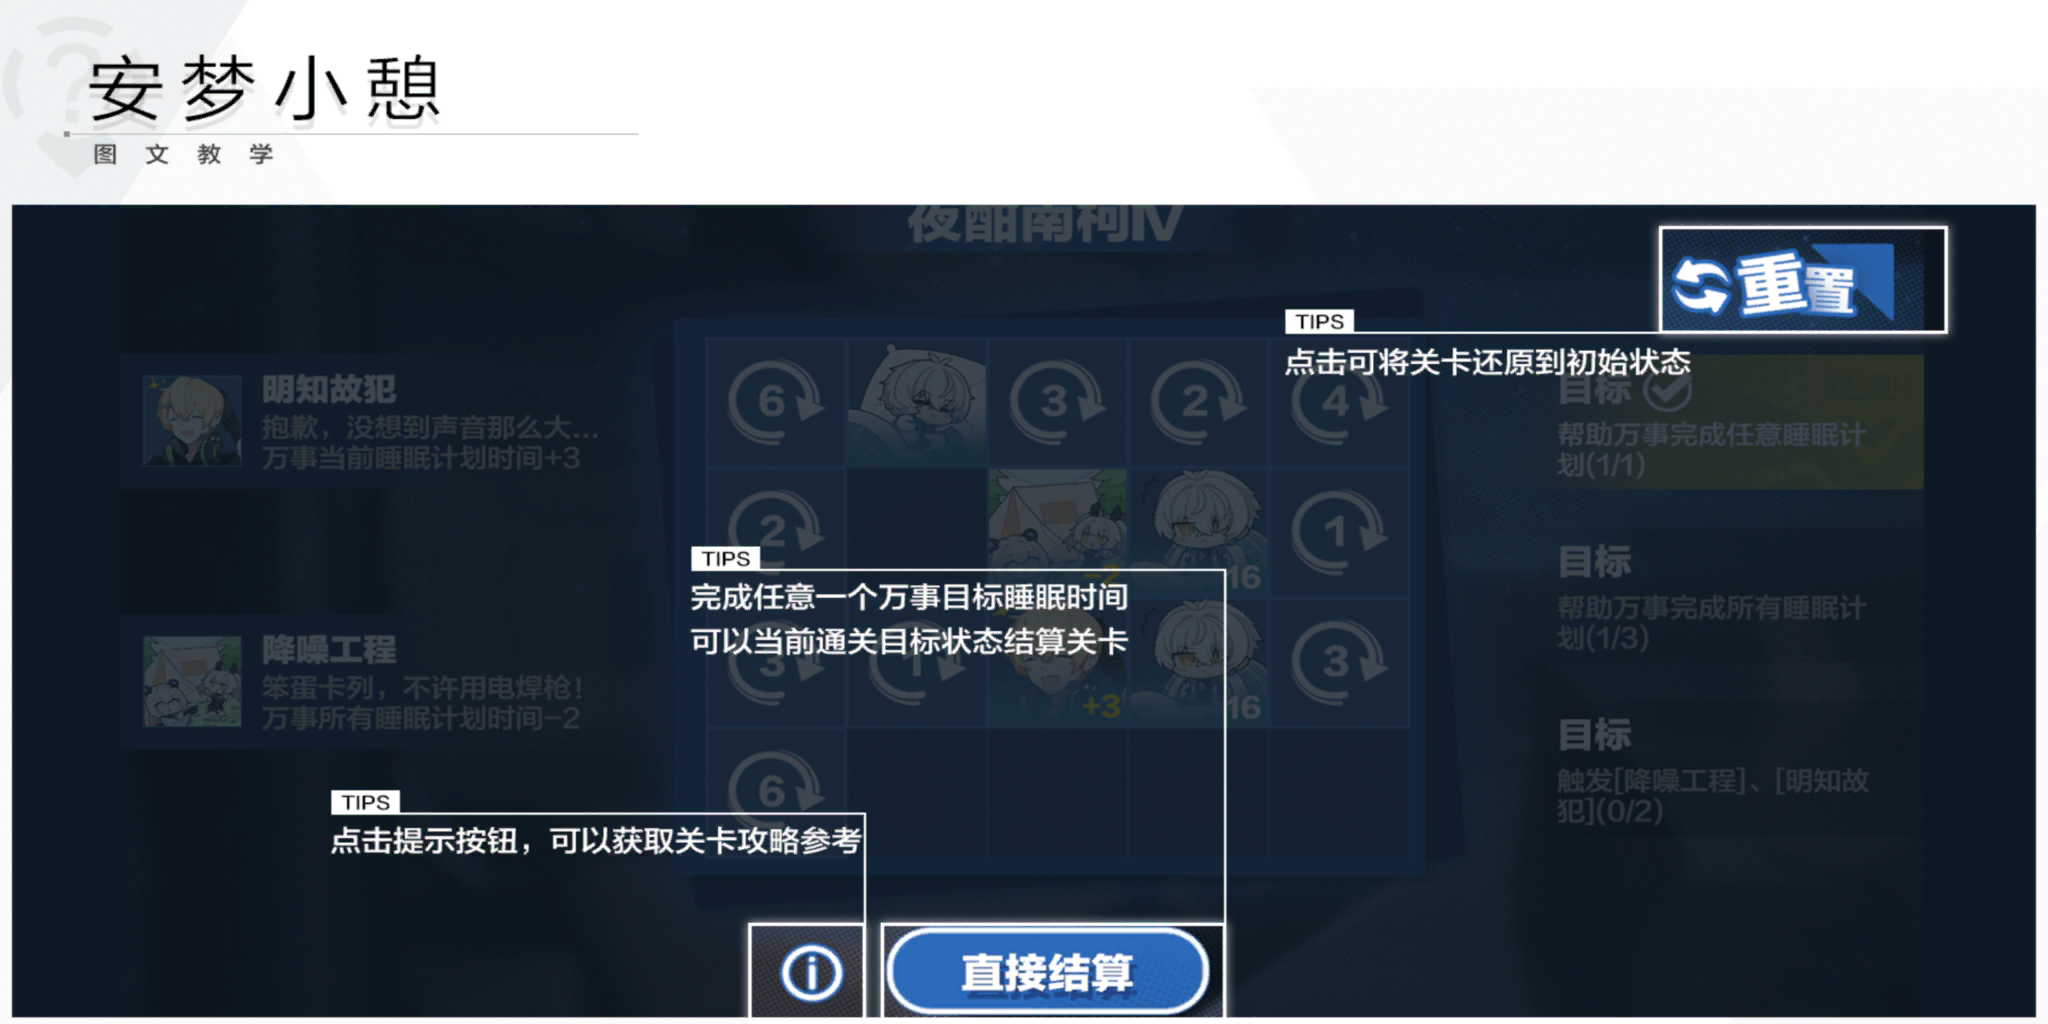 安梦小憩
图文教学
夜酣南柯IV
重置
TIPS
点击可将关卡还原到初始状态
明知故犯
抱歉，没想到声音那么大...
万事当前睡眠计划时间+3
降噪工程
笨蛋卡列，不许用电焊枪！
万事所有睡眠计划时间-2
6
3
2
4
2
-2
16
1
3
1
+3
16
3
6
TIPS
完成任意一个万事目标睡眠时间
可以当前通关目标状态结算关卡
目标
帮助万事完成任意睡眠计
划(1/1)
目标
帮助万事完成所有睡眠计
划(1/3)
目标
触发[降噪工程]、[明知故
犯](0/2)
TIPS
点击提示按钮，可以获取关卡攻略参考
直接结算